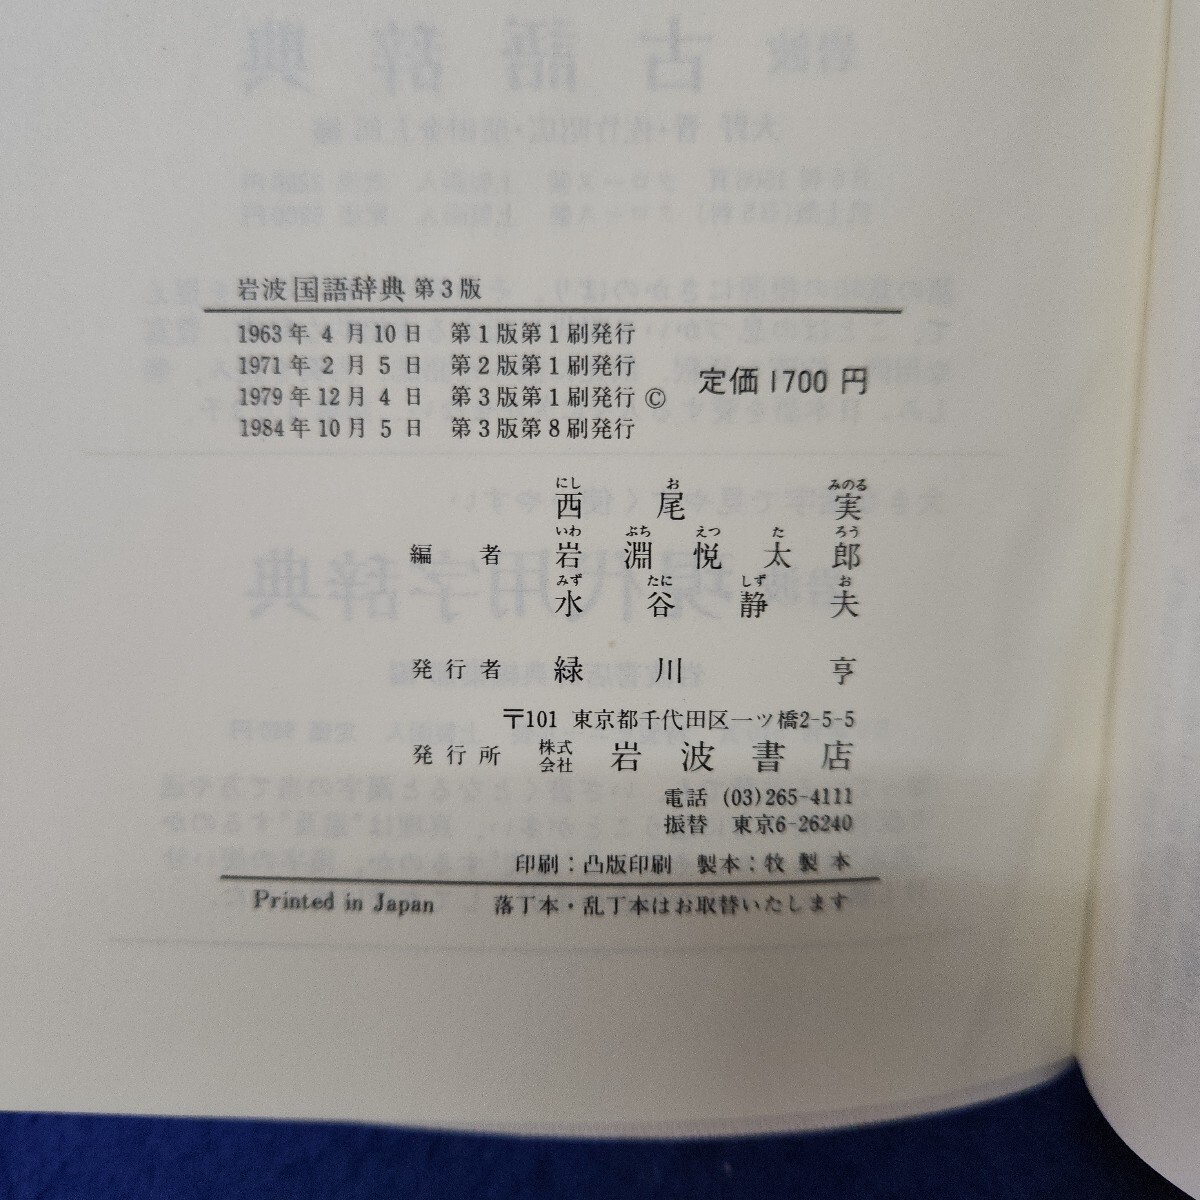 岩波 国語辞典 第3版
1963年 4月10日 第1版第1刷発行
1971年 2月 5日 第2版第1刷発行
1979年12月 4日 第3版第1刷発行 ©
1984年10月 5日 第3版第8刷発行
定価1700円
にし お みのる
西尾実
いわ ぶち えつ た ろう
編者 岩淵悦太郎
みず たに しず お
水谷静夫
発行者 緑川亨
〒101 東京都千代田区一ツ橋2-5-5
発行所 株式会社 岩波書店
電話 (03)265-4111
振替 東京6-26240
印刷:凸版印刷 製本:牧製本
Printed in Japan 落丁本・乱丁本はお取替いたします